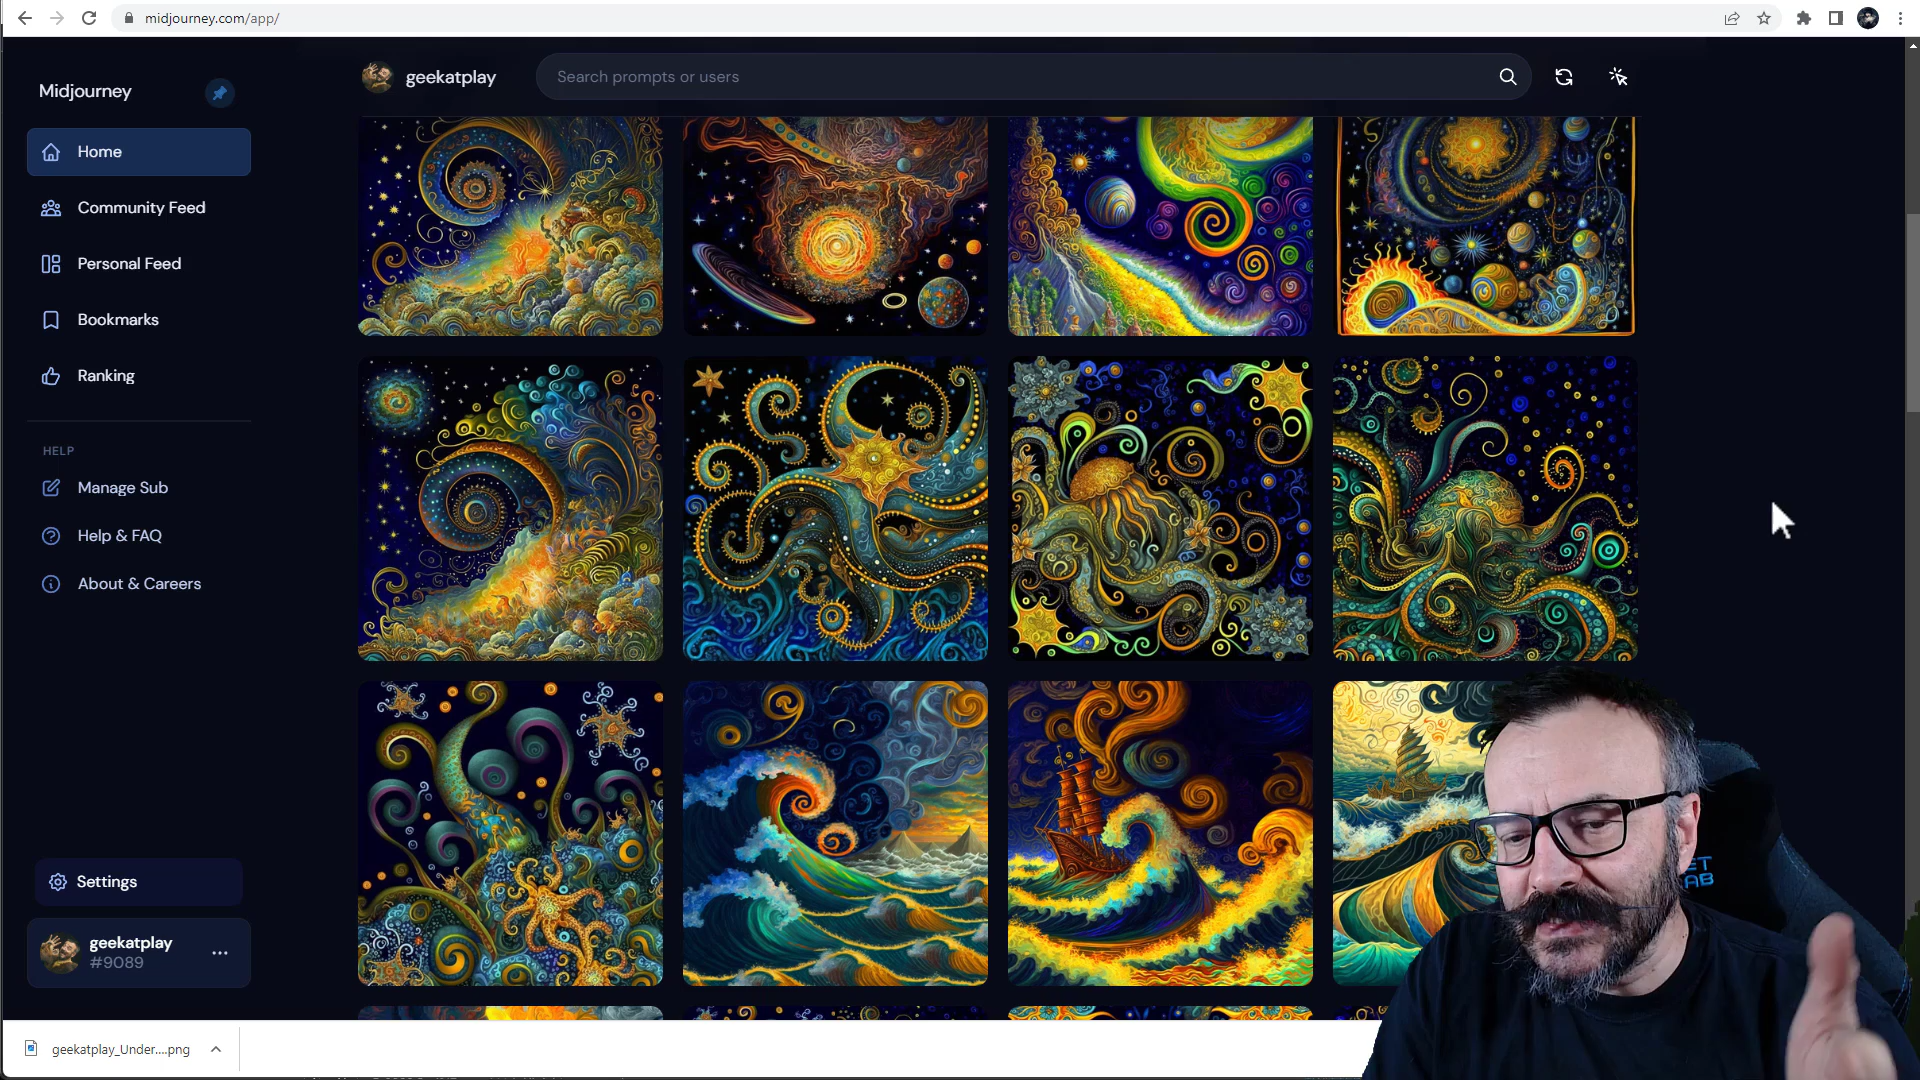 midjourney.com/app/
Midjourney
geekatplay
Search prompts or users
Home
Community Feed
Personal Feed
Bookmarks
Ranking
HELP
Manage Sub
Help & FAQ
About & Careers
Settings
geekatplay
#9089
geekatplay_Under....png